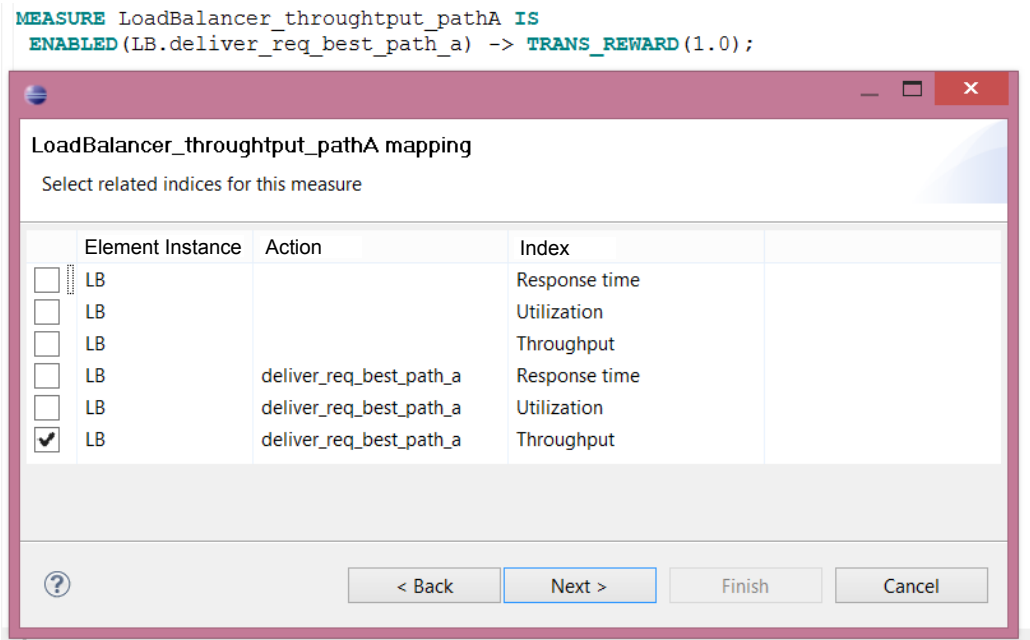 MEASURE LoadBalancer_throughtput_pathA IS
ENABLED(LB.deliver_req_best_path_a) -> TRANS_REWARD(1.0);
LoadBalancer_throughtput_pathA mapping
Select related indices for this measure
Element Instance Action Index
LB Response time
LB Utilization
LB Throughput
LB deliver_req_best_path_a Response time
LB deliver_req_best_path_a Utilization
LB deliver_req_best_path_a Throughput
? < Back Next > Finish Cancel